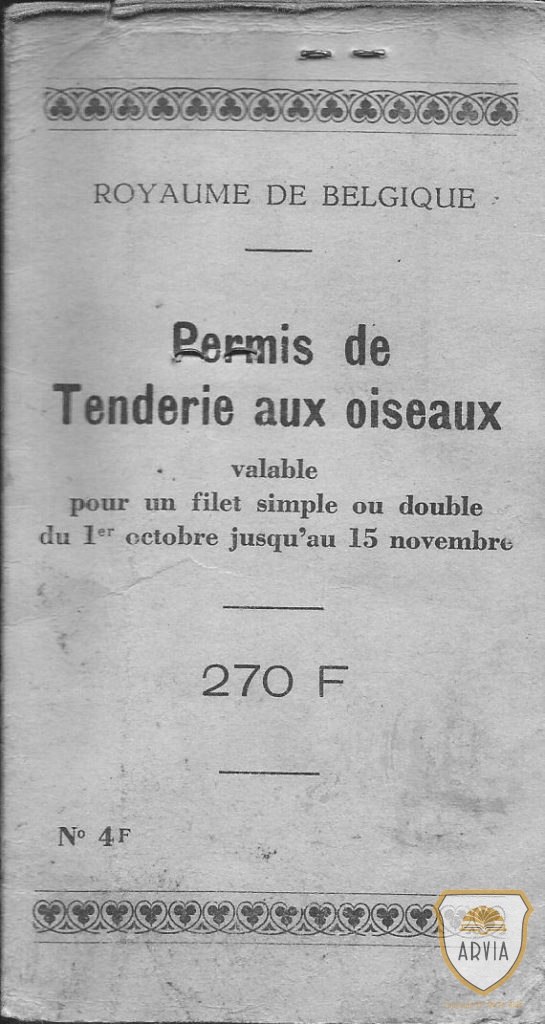 ROYAUME DE BELGIQUE
Permis de
Tenderie aux oiseaux
valable
pour un filet simple ou double
du 1er octobre jusqu'au 15 novembre
270 F
Nº 4F
ARVIA